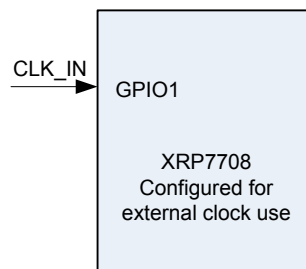 CLK_IN
GPIO1
XRP7708
Configured for
external clock use